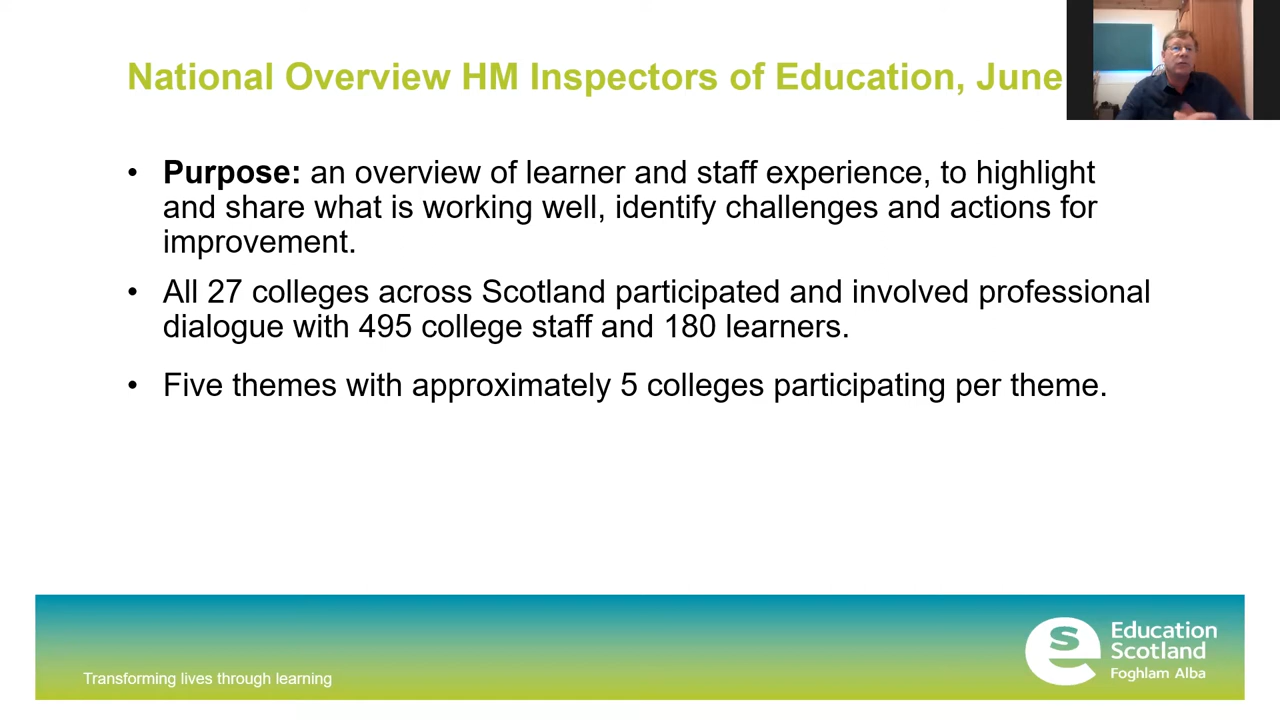 National Overview HM Inspectors of Education, June
• Purpose: an overview of learner and staff experience, to highlight
and share what is working well, identify challenges and actions for
improvement.
• All 27 colleges across Scotland participated and involved professional
dialogue with 495 college staff and 180 learners.
• Five themes with approximately 5 colleges participating per theme.
Transforming lives through learning
es
Education
Scotland
Foghlam Alba